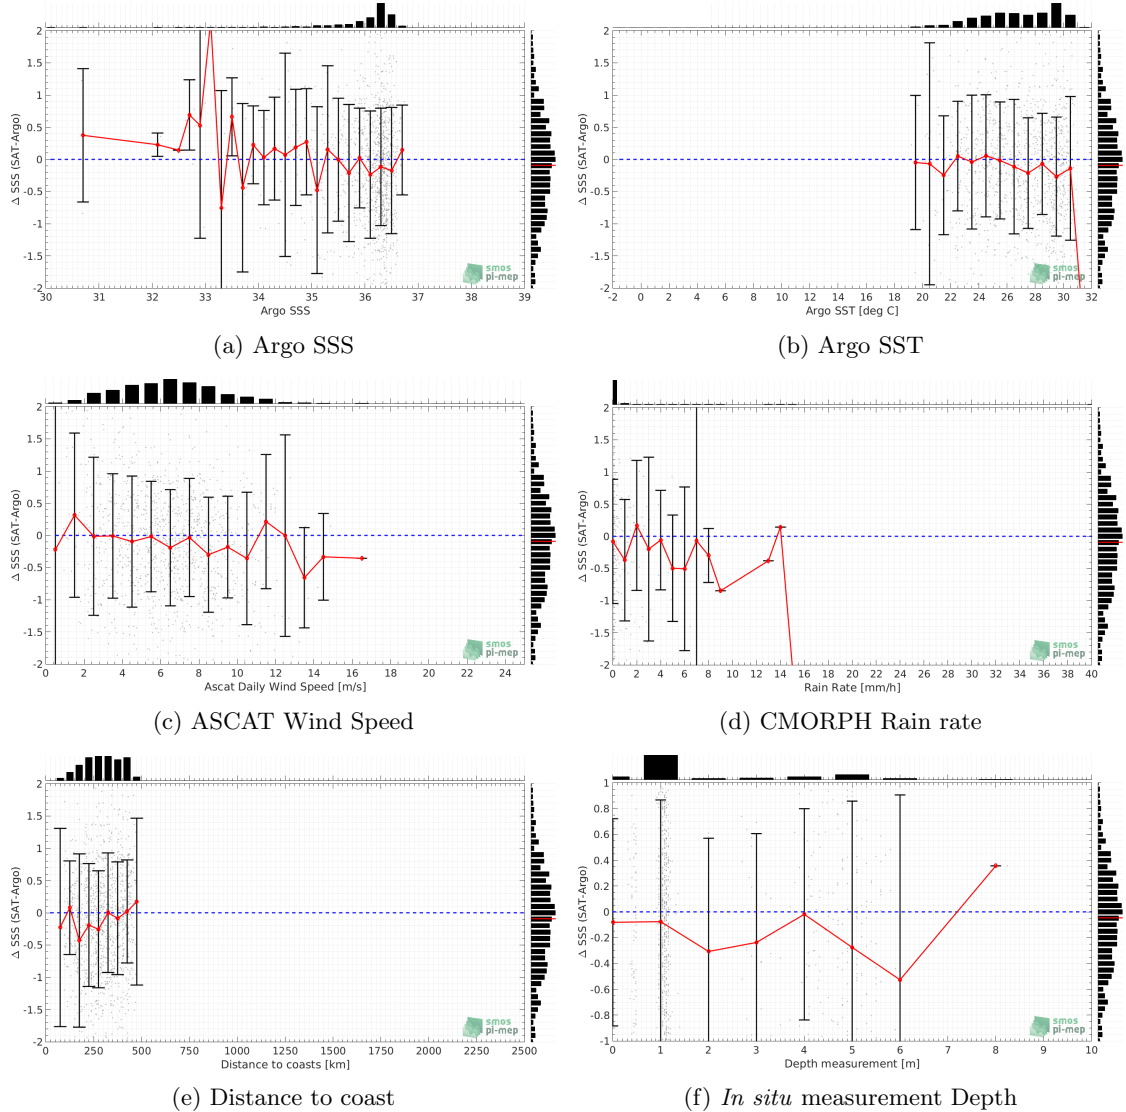 2
1.5
1
0.5
0
-0.5
-1
-1.5
-2
Δ SSS (SAT-Argo)
30 31 32 33 34 35 36 37 38 39
Argo SSS
smos
pi-mep
(a) Argo SSS
2
1.5
1
0.5
0
-0.5
-1
-1.5
-2
Δ SSS (SAT-Argo)
-2 0 2 4 6 8 10 12 14 16 18 20 22 24 26 28 30 32
Argo SST [deg C]
smos
pi-mep
(b) Argo SST
2
1.5
1
0.5
0
-0.5
-1
-1.5
-2
Δ SSS (SAT-Argo)
0 2 4 6 8 10 12 14 16 18 20 22 24
Ascat Daily Wind Speed [m/s]
smos
pi-mep
(c) ASCAT Wind Speed
2
1.5
1
0.5
0
-0.5
-1
-1.5
-2
Δ SSS (SAT-Argo)
0 2 4 6 8 10 12 14 16 18 20 22 24 26 28 30 32 34 36 38 40
Rain Rate [mm/h]
smos
pi-mep
(d) CMORPH Rain rate
2
1.5
1
0.5
0
-0.5
-1
-1.5
-2
Δ SSS (SAT-Argo)
0 250 500 750 1000 1250 1500 1750 2000 2250 2500
Distance to coasts [km]
smos
pi-mep
(e) Distance to coast
1
0.8
0.6
0.4
0.2
0
-0.2
-0.4
-0.6
-0.8
-1
Δ SSS (SAT-Argo)
0 1 2 3 4 5 6 7 8 9 10
Depth measurement [m]
smos
pi-mep
(f) In situ measurement Depth